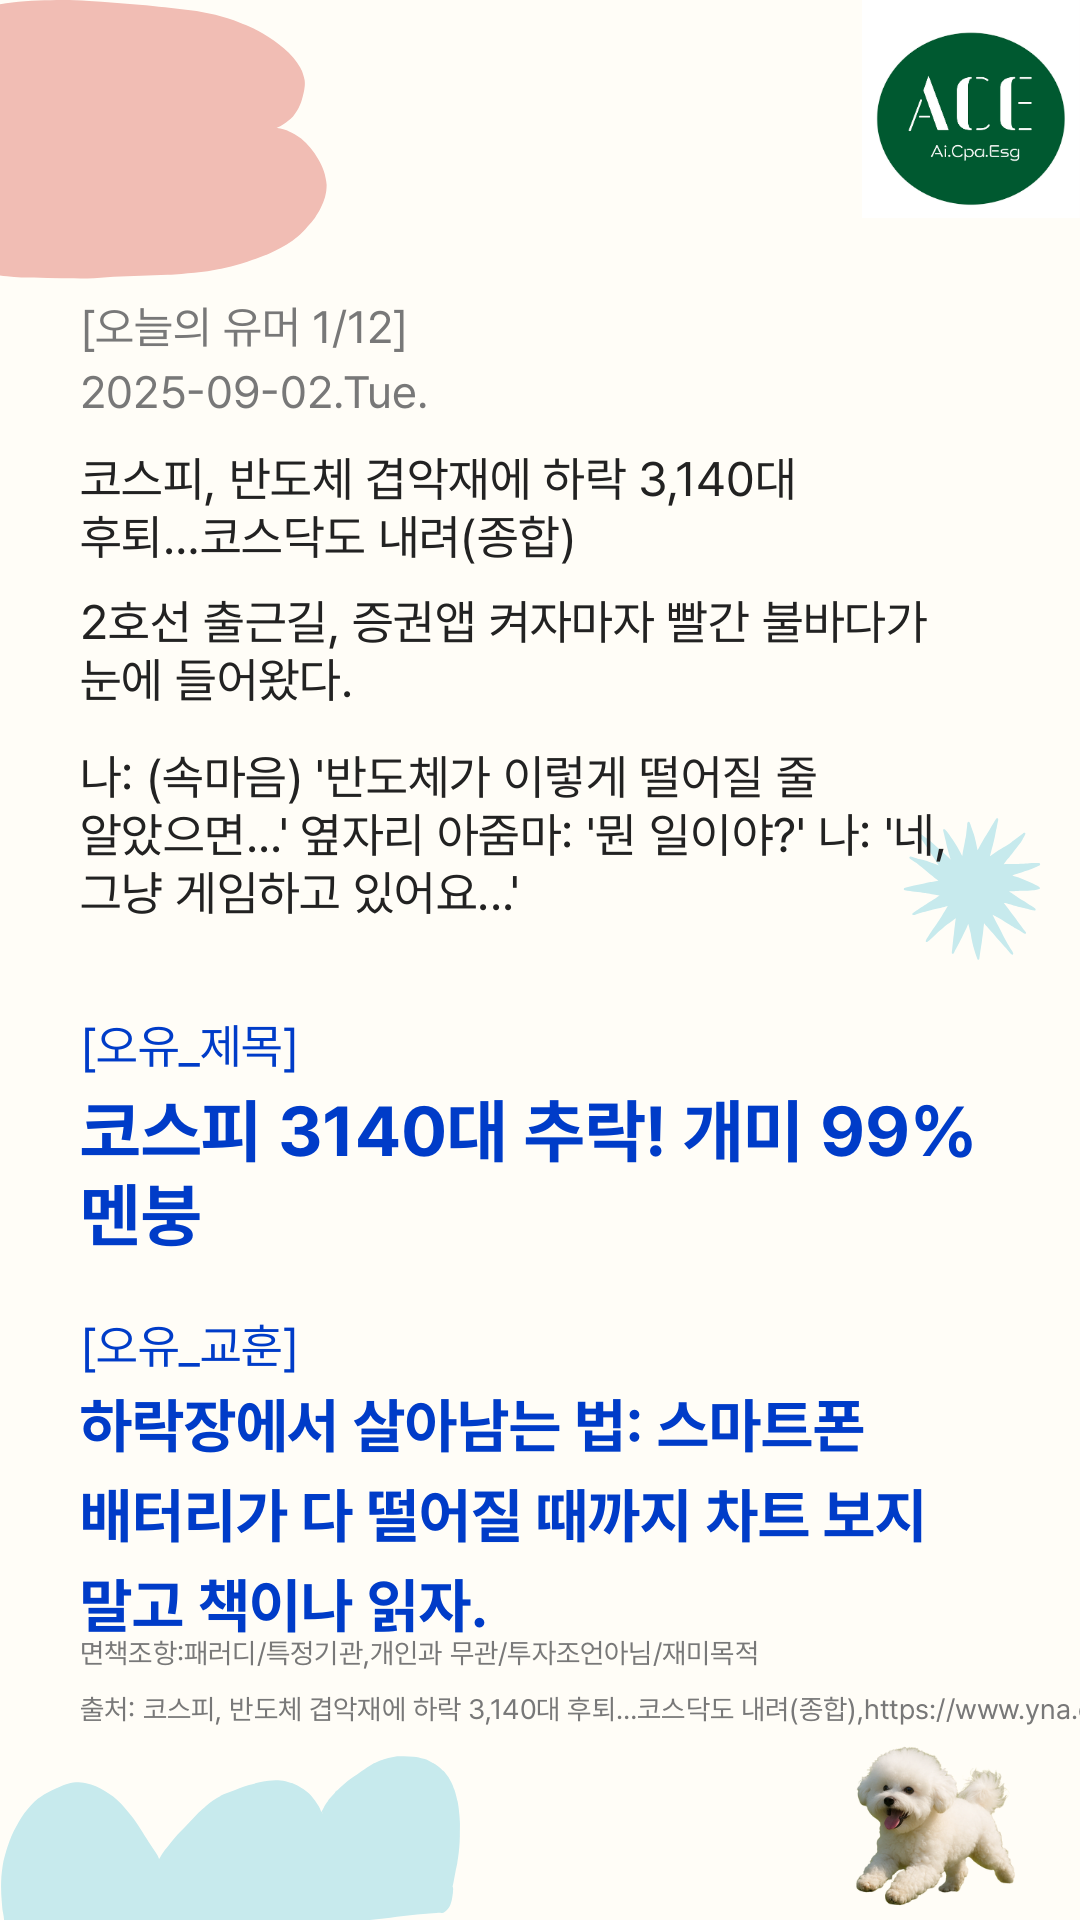 ACE
Ai.Cpa.Esg
[오늘의 유머 1/12]
2025-09-02.Tue.
코스피, 반도체 겹악재에 하락 3,140대
후퇴...코스닥도 내려(종합)
2호선 출근길, 증권앱 켜자마자 빨간 불바다가
눈에 들어왔다.
나: (속마음) '반도체가 이렇게 떨어질 줄
알았으면...' 옆자리 아줌마: '뭔 일이야?' 나: '네,
그냥 게임하고 있어요...'
[오유_제목]
코스피 3140대 추락! 개미 99%
멘붕
[오유_교훈]
하락장에서 살아남는 법: 스마트폰
배터리가 다 떨어질 때까지 차트 보지
말고 책이나 읽자.
면책조항:패러디/특정기관,개인과 무관/투자조언아님/재미목적
출처: 코스피, 반도체 겹악재에 하락 3,140대 후퇴...코스닥도 내려(종합),https://www.yna.